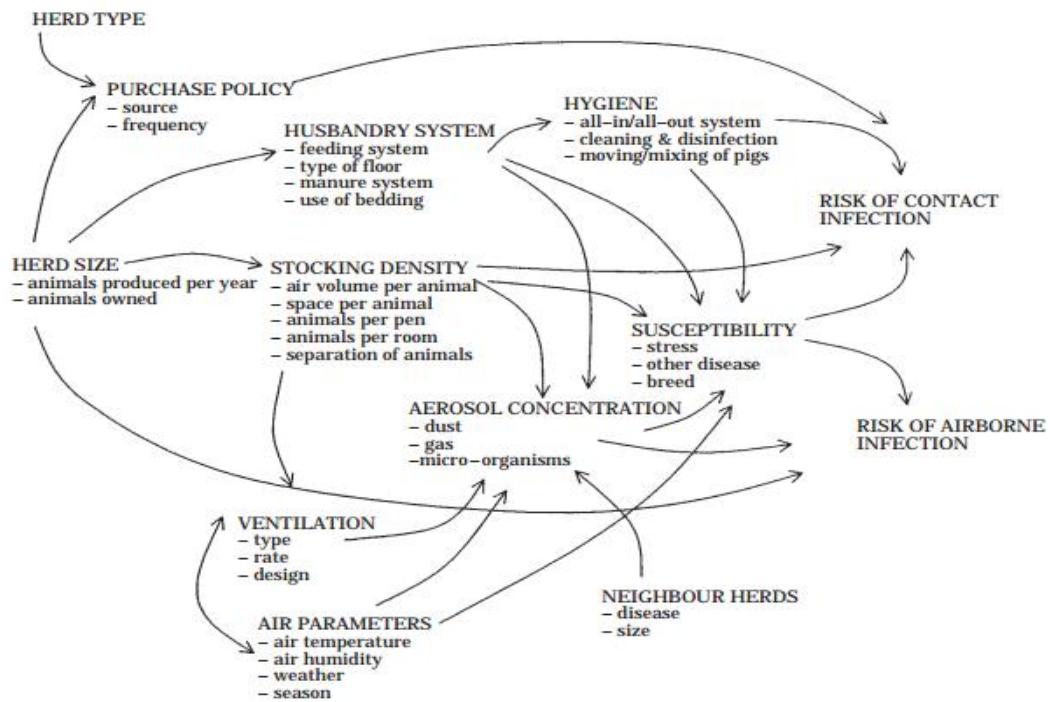 HERD TYPE
PURCHASE POLICY
– source
– frequency
HUSBANDRY SYSTEM
– feeding system
– type of floor
– manure system
– use of bedding
HYGIENE
– all–in/all–out system
– cleaning & disinfection
– moving/mixing of pigs
RISK OF CONTACT
INFECTION
HERD SIZE
– animals produced per year
– animals owned
STOCKING DENSITY
– air volume per animal
– space per animal
– animals per pen
– animals per room
– separation of animals
SUSCEPTIBILITY
– stress
– other disease
– breed
AEROSOL CONCENTRATION
– dust
– gas
–micro–organisms
RISK OF AIRBORNE
INFECTION
VENTILATION
– type
– rate
– design
NEIGHBOUR HERDS
– disease
– size
AIR PARAMETERS
– air temperature
– air humidity
– weather
– season